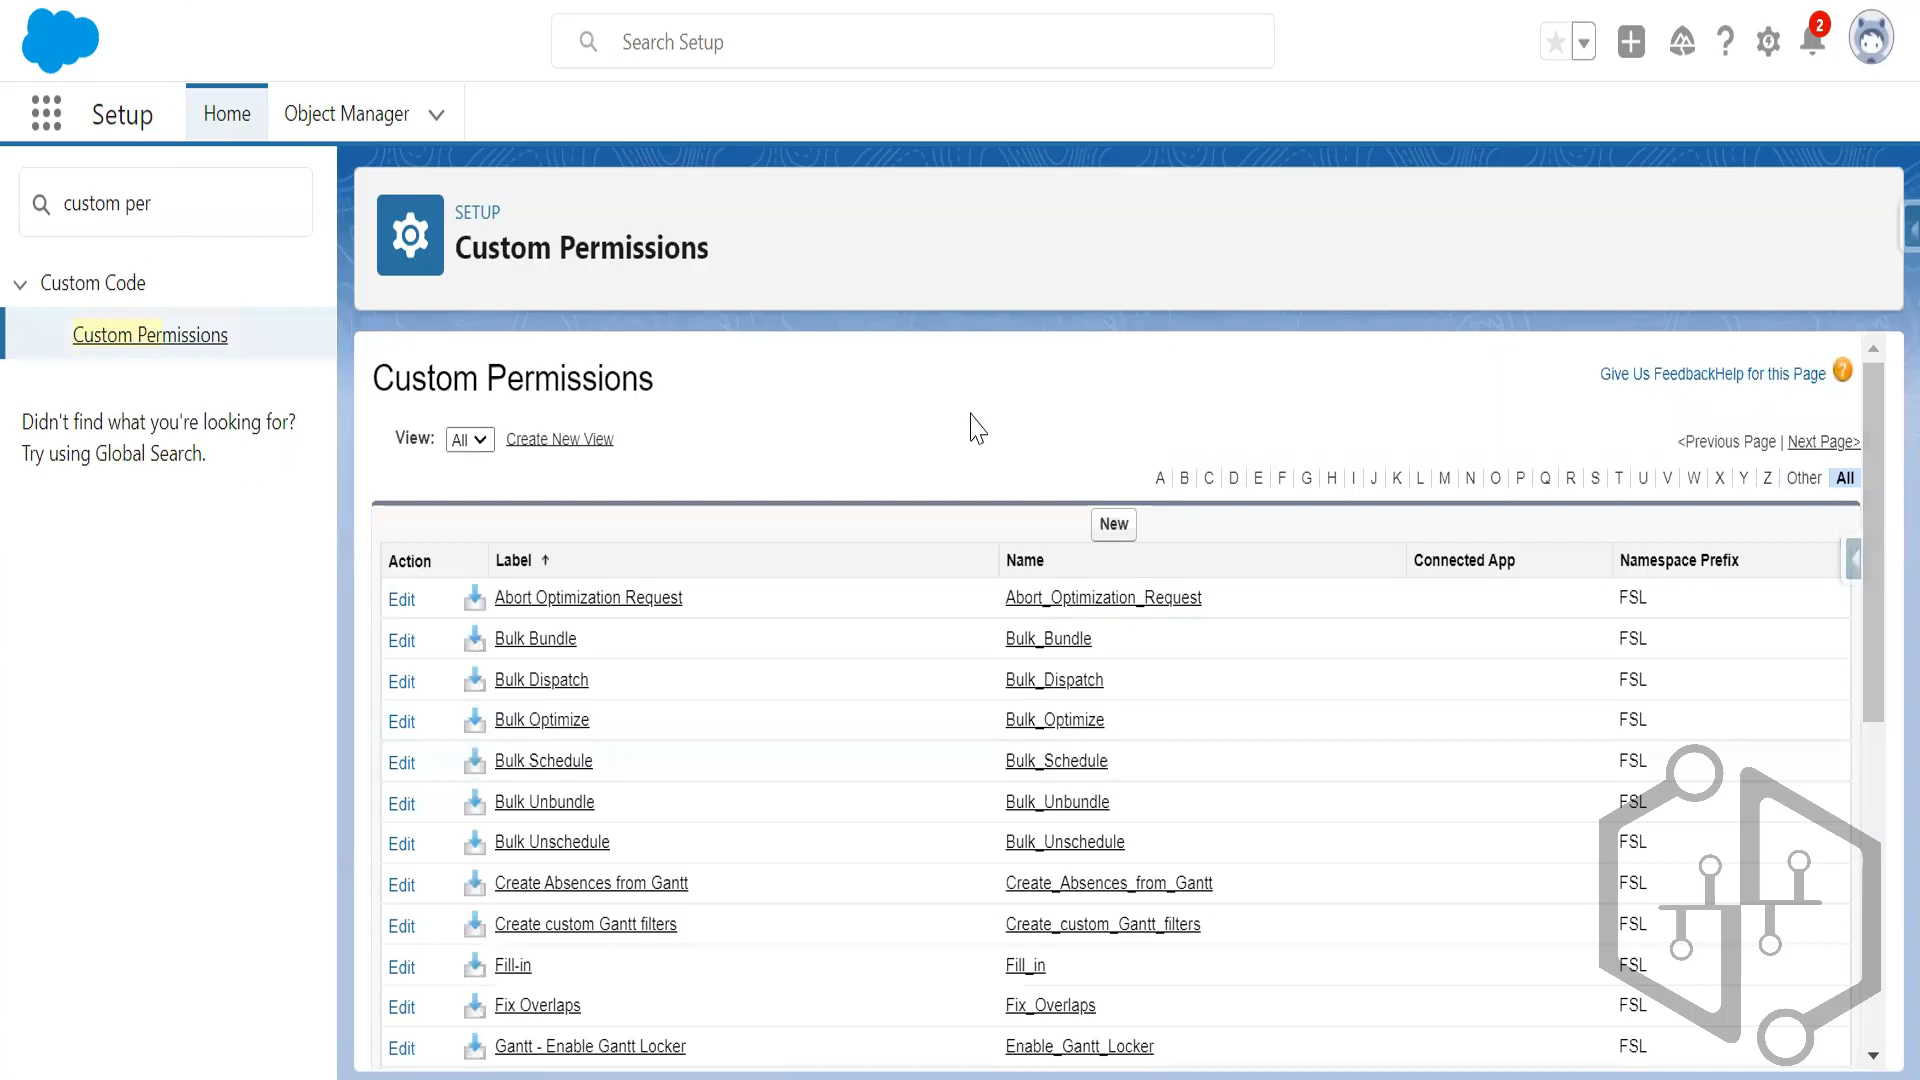 Search Setup
2
Setup
Home
Object Manager
custom per
Custom Code
Custom Permissions
Didn't find what you're looking for?
Try using Global Search.
SETUP
Custom Permissions
Custom Permissions
Give Us Feedback Help for this Page ?
View: All Create New View
<Previous Page | Next Page>
A | B | C | D | E | F | G | H | I | J | K | L | M | N | O | P | Q | R | S | T | U | V | W | X | Y | Z | Other | All
New
Action Label ↑ Name Connected App Namespace Prefix
Edit Abort Optimization Request Abort_Optimization_Request FSL
Edit Bulk Bundle Bulk_Bundle FSL
Edit Bulk Dispatch Bulk_Dispatch FSL
Edit Bulk Optimize Bulk_Optimize FSL
Edit Bulk Schedule Bulk_Schedule FSL
Edit Bulk Unbundle Bulk_Unbundle FSL
Edit Bulk Unschedule Bulk_Unschedule FSL
Edit Create Absences from Gantt Create_Absences_from_Gantt FSL
Edit Create custom Gantt filters Create_custom_Gantt_filters FSL
Edit Fill-in Fill_in FSL
Edit Fix Overlaps Fix_Overlaps FSL
Edit Gantt - Enable Gantt Locker Enable_Gantt_Locker FSL